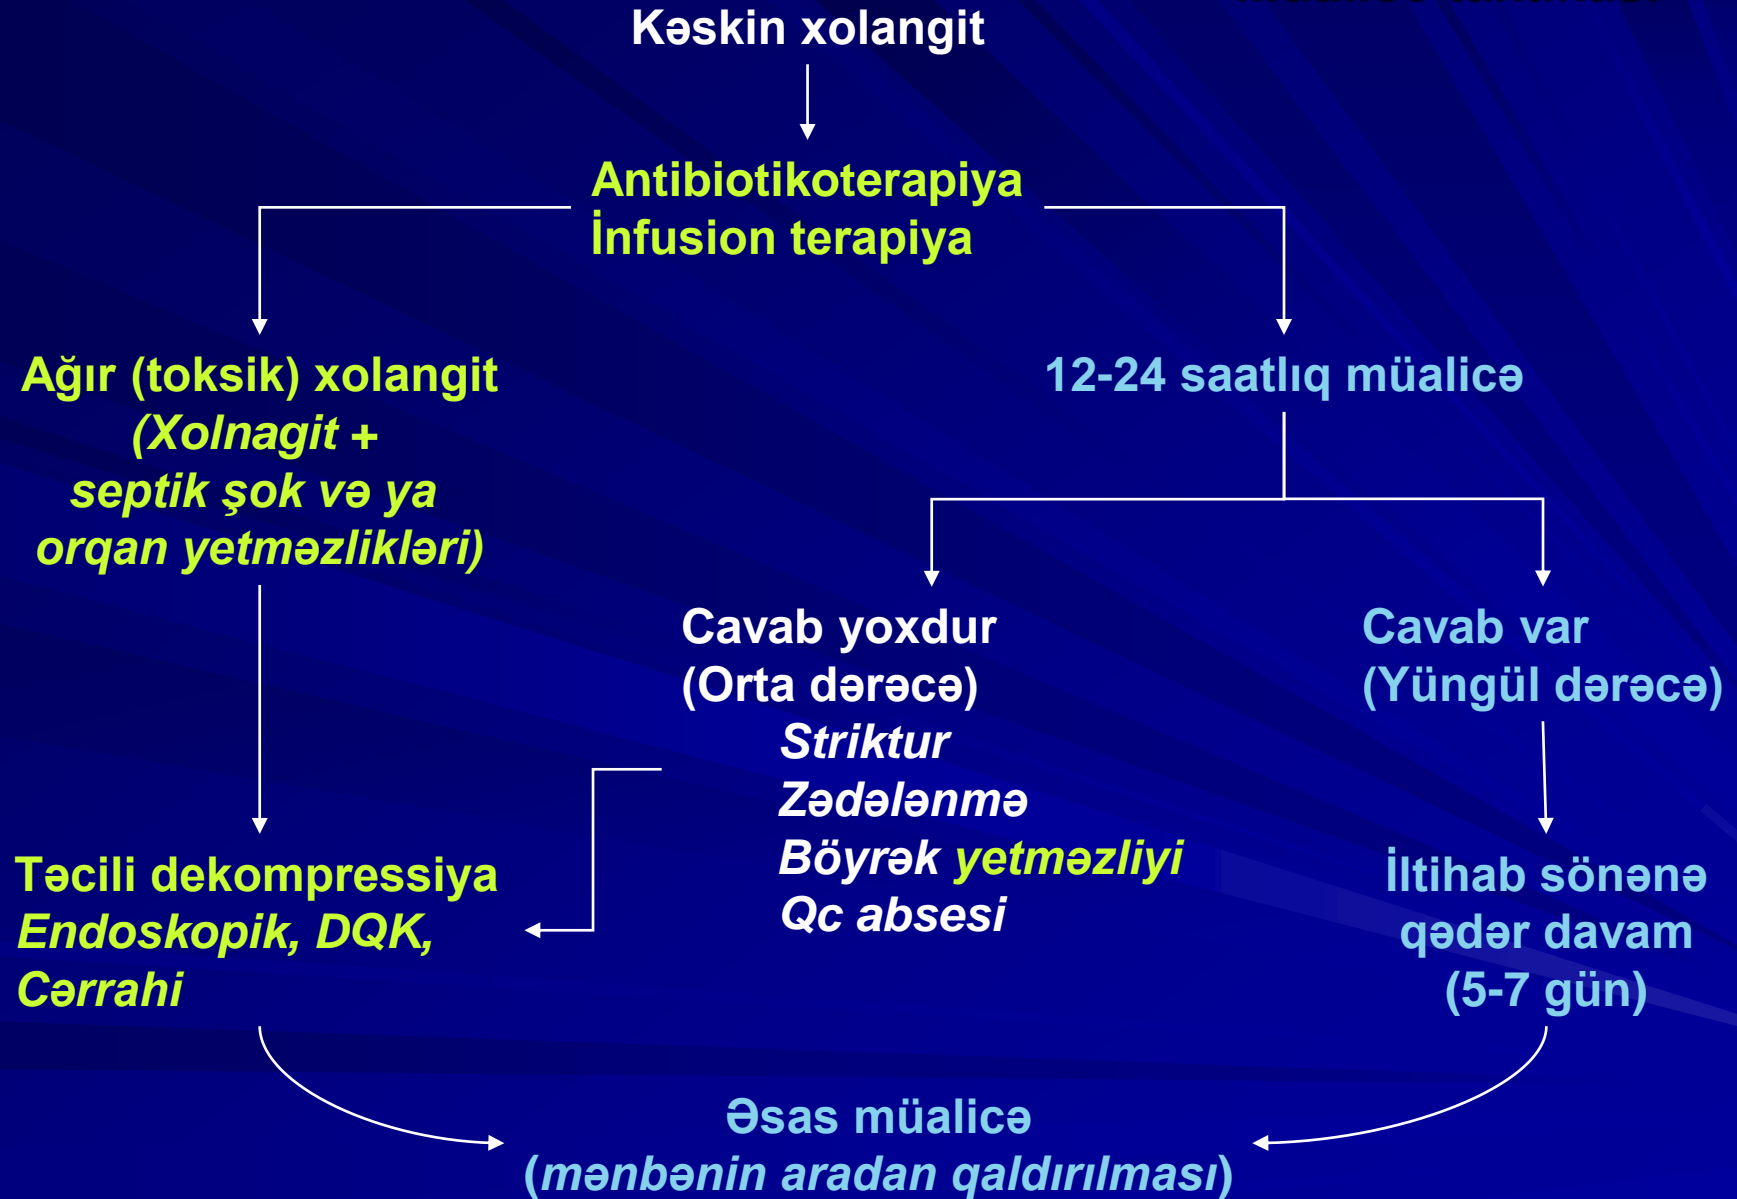 Kəskin xolangit
Antibiotikoterapiya
İnfusion terapiya
Ağır (toksik) xolangit
(Xolnagit +
septik şok və ya
orqan yetməzlikləri)
12-24 saatlıq müalicə
Cavab yoxdur
(Orta dərəcə)
Striktur
Zədələnmə
Böyrək yetməzliyi
Qc absesi
Cavab var
(Yüngül dərəcə)
Təcili dekompressiya
Endoskopik, DQK,
Cərrahi
İltihab sönənə
qədər davam
(5-7 gün)
Əsas müalicə
(mənbənin aradan qaldırılması)